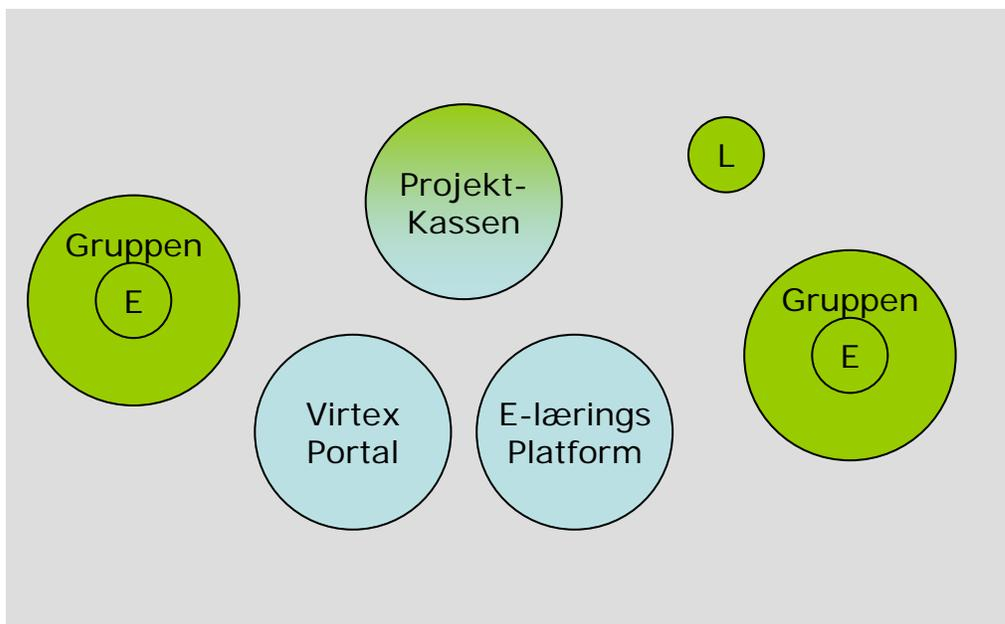 Projekt-
Kassen
L
Gruppen
E
Gruppen
E
Virtex
Portal
E-lærings
Platform